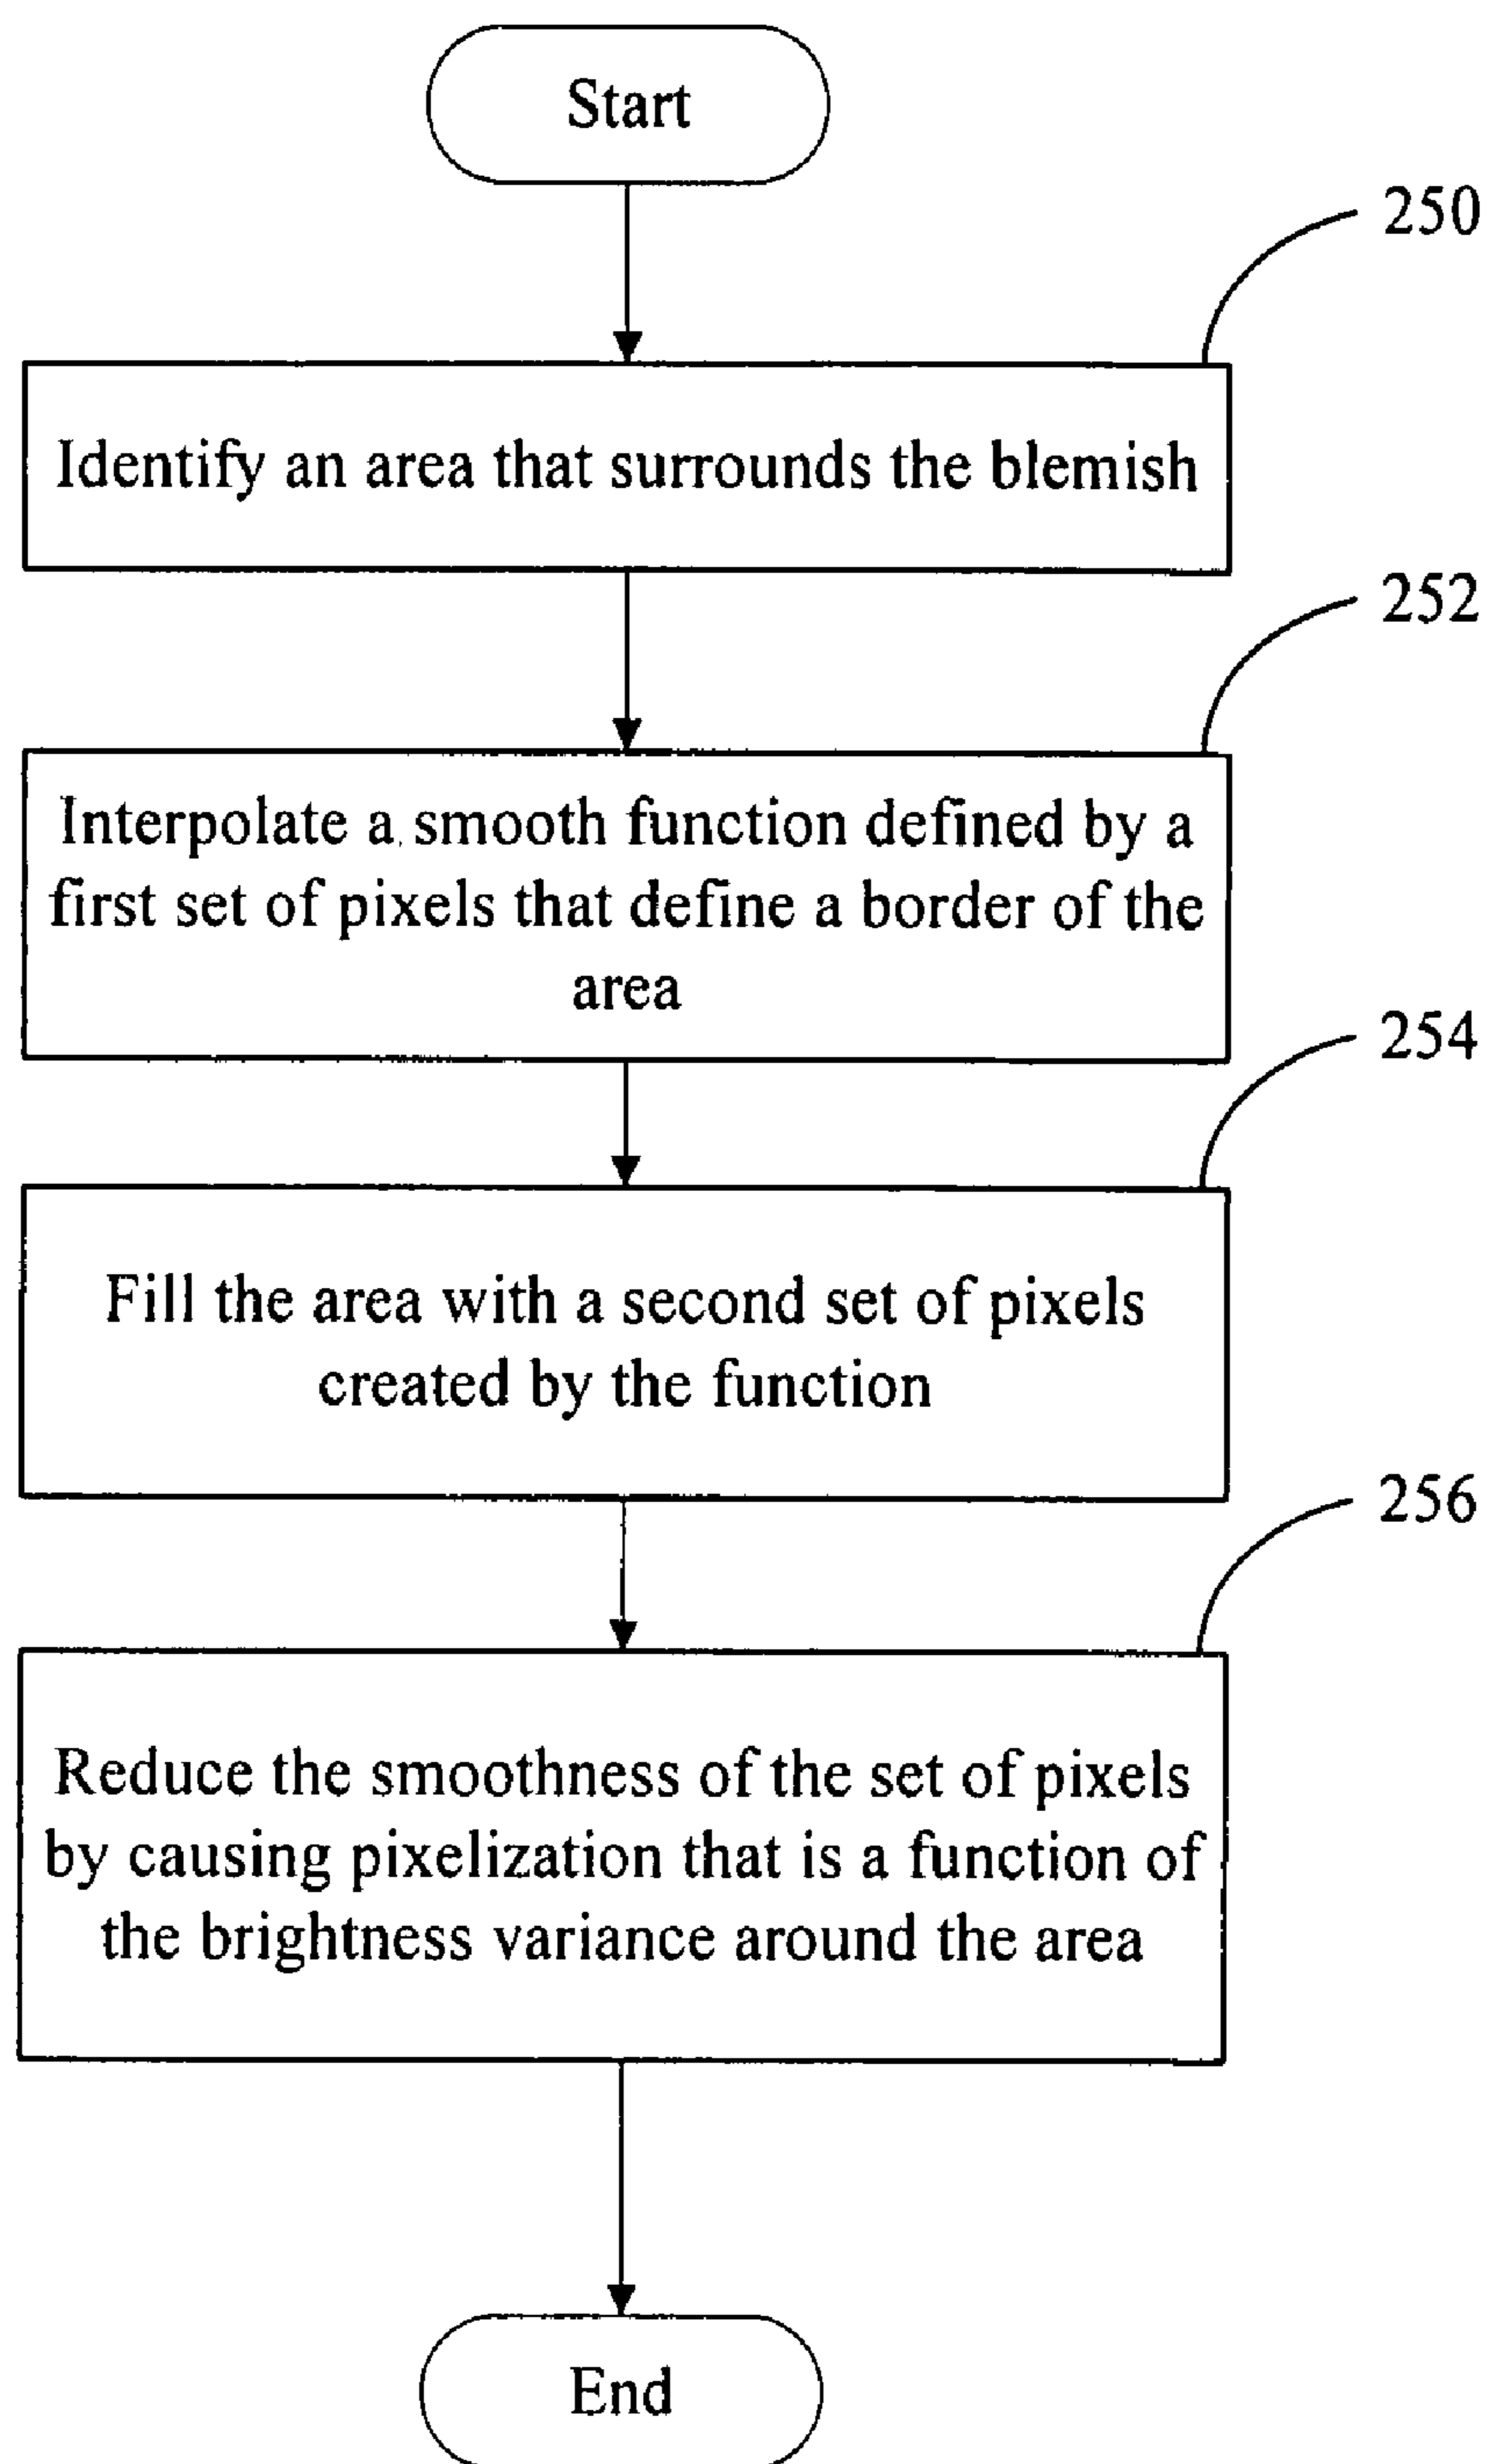 Start
250
Identify an area that surrounds the blemish
252
Interpolate a smooth function defined by a
first set of pixels that define a border of the
area
254
Fill the area with a second set of pixels
created by the function
256
Reduce the smoothness of the set of pixels
by causing pixelization that is a function of
the brightness variance around the area
End